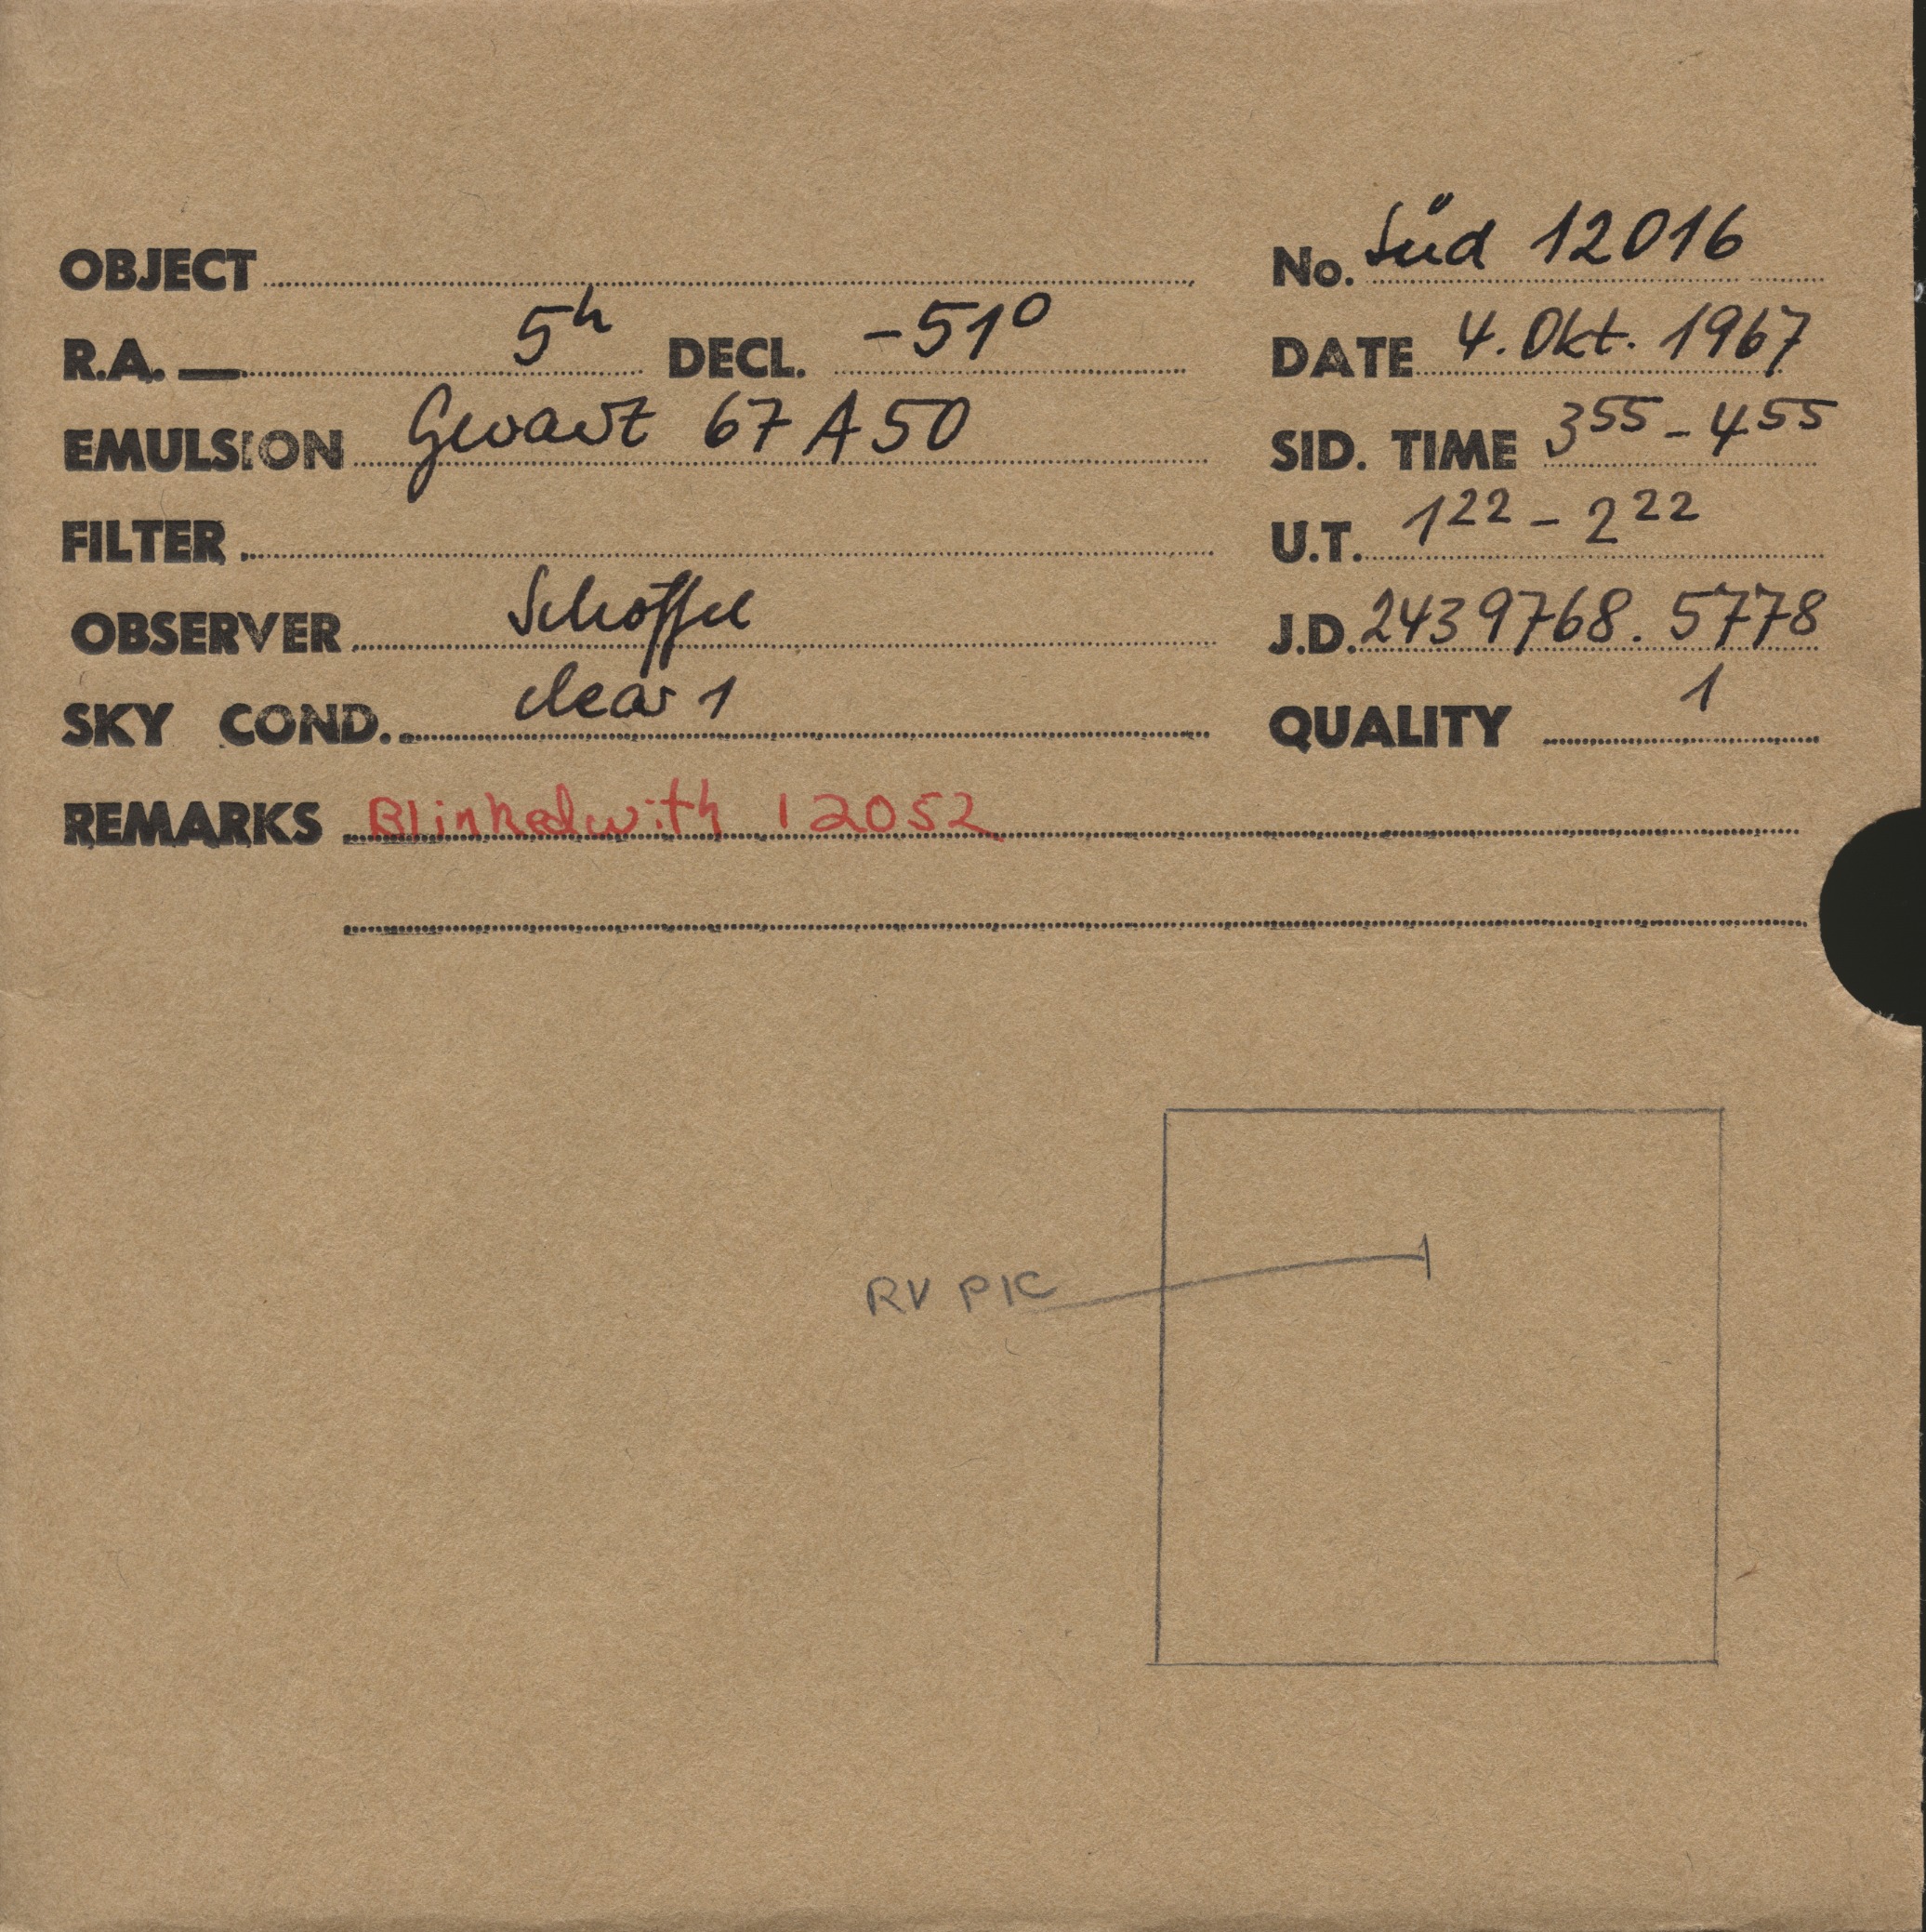 OBJECT
No. Süd 12016
R.A. 5h DECL. -51°
DATE 4. Okt. 1967
EMULSION Gevaert 67 A 50
SID. TIME 3 55 - 4 55
FILTER
U.T. 1 22 - 2 22
OBSERVER Schöffel
J.D. 2439768.5778
SKY COND. clear 1
QUALITY 1
REMARKS Blinked with 12052
RV PIC